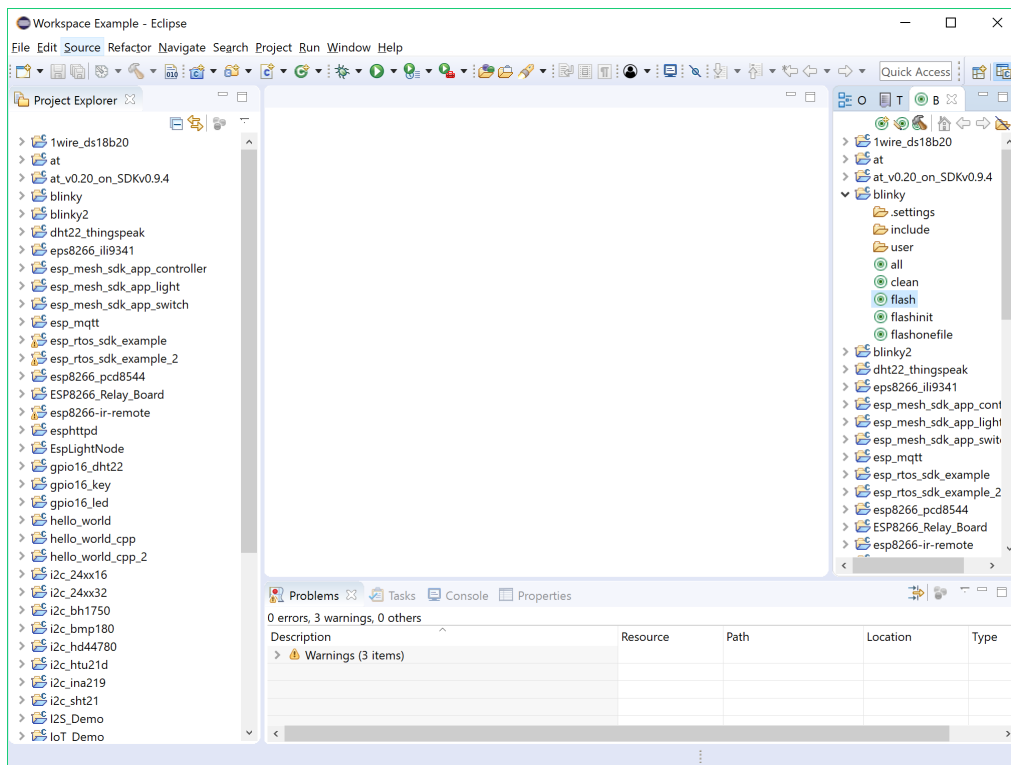 Workspace Example - Eclipse
File Edit Source Refactor Navigate Search Project Run Window Help
010
Quick Access
Project Explorer
1wire_ds18b20
at
at_v0.20_on_SDKv0.9.4
blinky
blinky2
dht22_thingspeak
eps8266_ili9341
esp_mesh_sdk_app_controller
esp_mesh_sdk_app_light
esp_mesh_sdk_app_switch
esp_mqtt
esp_rtos_sdk_example
esp_rtos_sdk_example_2
esp8266_pcd8544
ESP8266_Relay_Board
esp8266-ir-remote
esphttpd
EspLightNode
gpio16_dht22
gpio16_key
gpio16_led
hello_world
hello_world_cpp
hello_world_cpp_2
i2c_24xx16
i2c_24xx32
i2c_bh1750
i2c_bmp180
i2c_hd44780
i2c_htu21d
i2c_ina219
i2c_sht21
I2S_Demo
IoT_Demo
O T B
1wire_ds18b20
at
at_v0.20_on_SDKv0.9.4
blinky
.settings
include
user
all
clean
flash
flashinit
flashonefile
blinky2
dht22_thingspeak
eps8266_ili9341
esp_mesh_sdk_app_cont
esp_mesh_sdk_app_light
esp_mesh_sdk_app_swit
esp_mqtt
esp_rtos_sdk_example
esp_rtos_sdk_example_2
esp8266_pcd8544
ESP8266_Relay_Board
esp8266-ir-remote
Problems Tasks Console Properties
0 errors, 3 warnings, 0 others
Description Resource Path Location Type
Warnings (3 items)